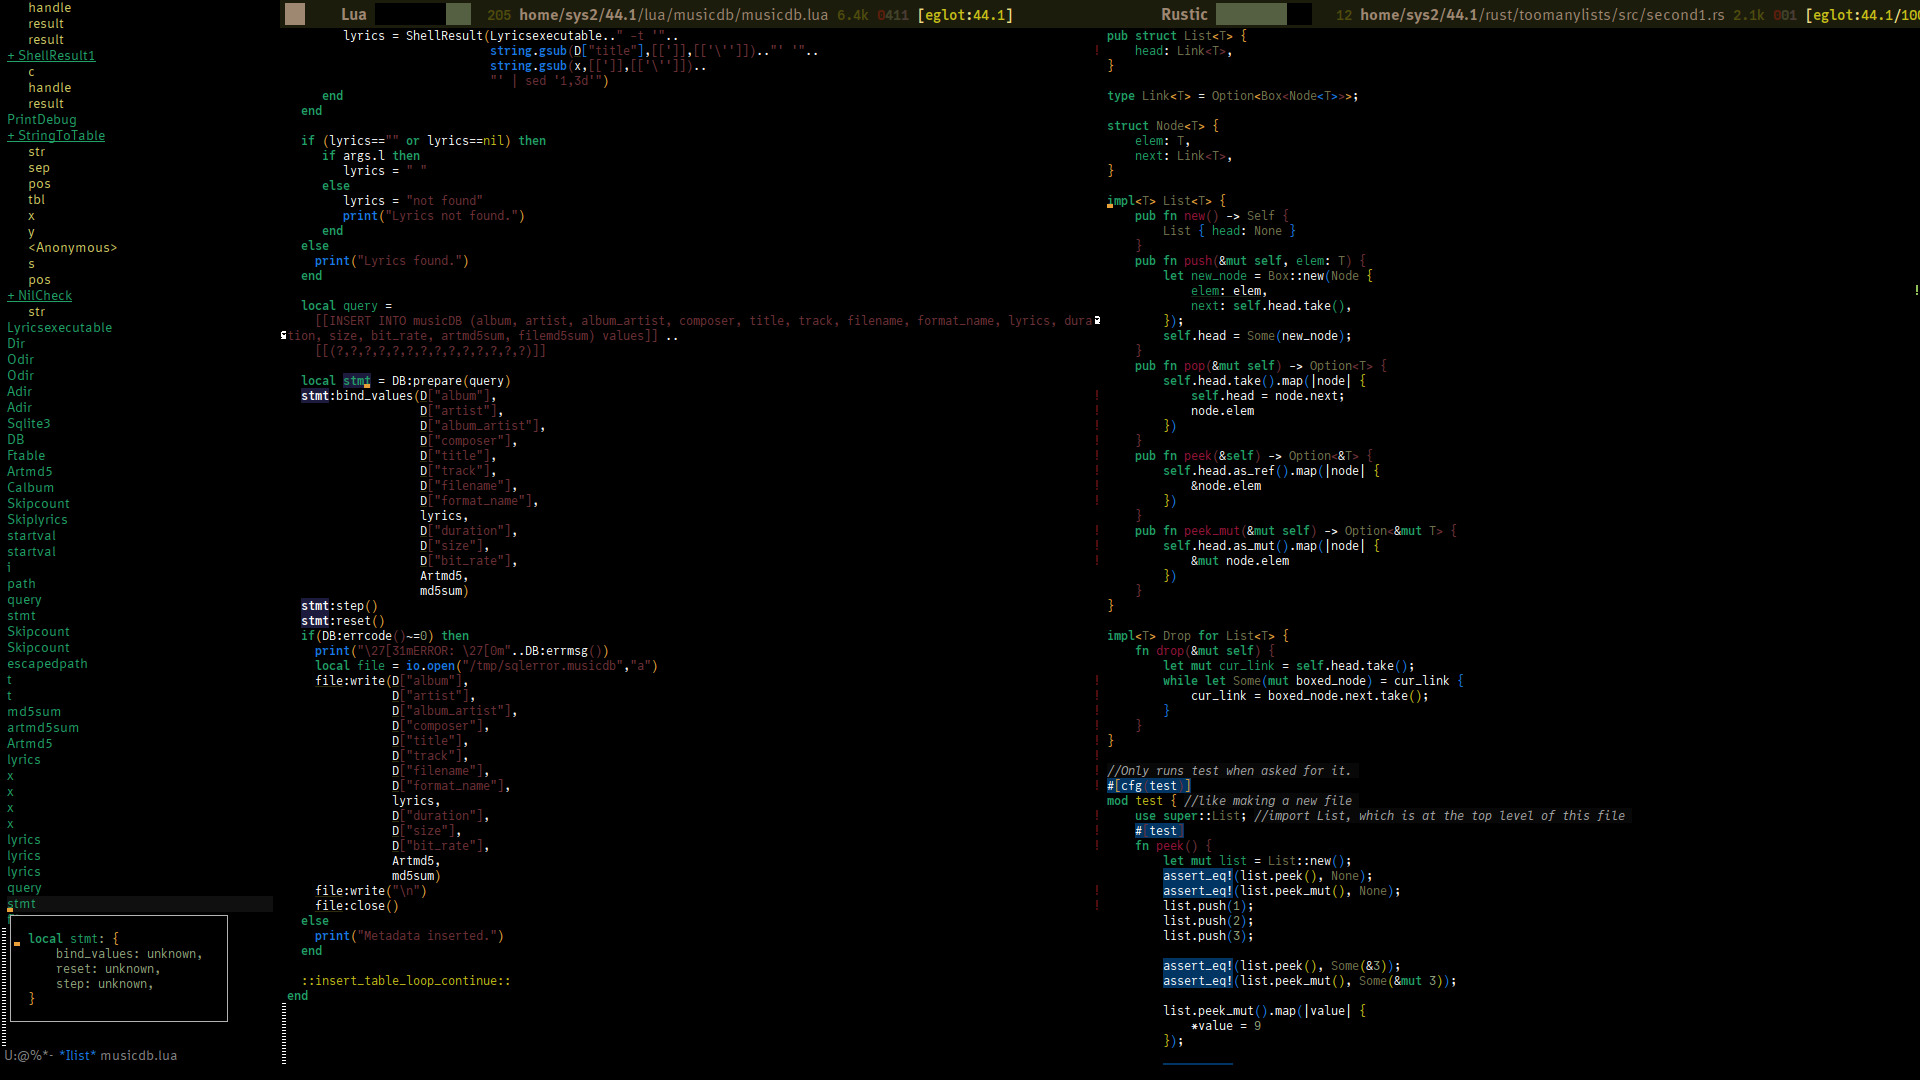 handle
result
result
+ ShellResult1
c
handle
result
PrintDebug
+ StringToTable
str
sep
pos
tbl
x
y
<Anonymous>
s
pos
+ NilCheck
str
Lyricsexecutable
Dir
Odir
Odir
Adir
Adir
Sqlite3
DB
Ftable
Artmd5
Calbum
Skipcount
Skiplyrics
startval
startval
i
path
query
stmt
Skipcount
Skipcount
escapedpath
t
t
md5sum
artmd5sum
Artmd5
lyrics
x
x
x
x
lyrics
lyrics
lyrics
query
stmt
local stmt: {
    bind_values: unknown,
    reset: unknown,
    step: unknown,
}
U:@%*- *Ilist* musicdb.lua
Lua 205 home/sys2/44.1/lua/musicdb/musicdb.lua 6.4k 0411 [eglot:44.1]
lyrics = ShellResult(Lyricsexecutable.." -t '"..
string.gsub(D["title"],[[']],[['\'']]).."' '"..
string.gsub(x,[[']],[['\'']])..
"' | sed '1,3d'")
end
end
if (lyrics=="" or lyrics==nil) then
if args.l then
lyrics = " "
else
lyrics = "not found"
print("Lyrics not found.")
end
else
print("Lyrics found.")
end
local query =
[[INSERT INTO musicDB (album, artist, album_artist, composer, title, track, filename, format_name, lyrics, dura
tion, size, bit_rate, artmd5sum, filemd5sum) values]] ..
[[(?,?,?,?,?,?,?,?,?,?,?,?,?,?)]]
local stmt = DB:prepare(query)
stmt:bind_values(D["album"],
D["artist"],
D["album_artist"],
D["composer"],
D["title"],
D["track"],
D["filename"],
D["format_name"],
lyrics,
D["duration"],
D["size"],
D["bit_rate"],
Artmd5,
md5sum)
stmt:step()
stmt:reset()
if(DB:errcode()~=0) then
print("\27[31mERROR: \27[0m"..DB:errmsg())
local file = io.open("/tmp/sqlerror.musicdb","a")
file:write(D["album"],
D["artist"],
D["album_artist"],
D["composer"],
D["title"],
D["track"],
D["filename"],
D["format_name"],
lyrics,
D["duration"],
D["size"],
D["bit_rate"],
Artmd5,
md5sum)
file:write("\n")
file:close()
else
print("Metadata inserted.")
end
::insert_table_loop_continue::
end
Rustic 12 home/sys2/44.1/rust/toomanylists/src/second1.rs 2.1k 001 [eglot:44.1/100
pub struct List<T> {
head: Link<T>,
}
type Link<T> = Option<Box<Node<T>>>;
struct Node<T> {
elem: T,
next: Link<T>,
}
impl<T> List<T> {
pub fn new() -> Self {
List { head: None }
}
pub fn push(&mut self, elem: T) {
let new_node = Box::new(Node {
elem: elem,
next: self.head.take(),
});
self.head = Some(new_node);
}
pub fn pop(&mut self) -> Option<T> {
self.head.take().map(|node| {
self.head = node.next;
node.elem
})
}
pub fn peek(&self) -> Option<&T> {
self.head.as_ref().map(|node| {
&node.elem
})
}
pub fn peek_mut(&mut self) -> Option<&mut T> {
self.head.as_mut().map(|node| {
&mut node.elem
})
}
}
impl<T> Drop for List<T> {
fn drop(&mut self) {
let mut cur_link = self.head.take();
while let Some(mut boxed_node) = cur_link {
cur_link = boxed_node.next.take();
}
}
}
//Only runs test when asked for it.
#[cfg(test)]
mod test { //like making a new file
use super::List; //import List, which is at the top level of this file
#[test]
fn peek() {
let mut list = List::new();
assert_eq!(list.peek(), None);
assert_eq!(list.peek_mut(), None);
list.push(1);
list.push(2);
list.push(3);
assert_eq!(list.peek(), Some(&3));
assert_eq!(list.peek_mut(), Some(&mut 3));
list.peek_mut().map(|value| {
*value = 9
});